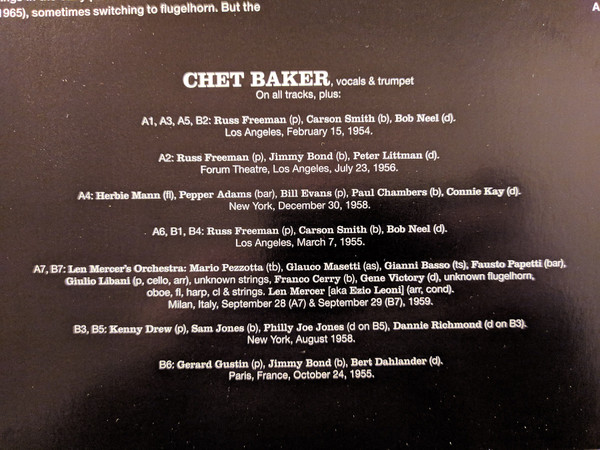 1965), sometimes switching to flugelhorn. But the
A
CHET BAKER, vocals & trumpet
On all tracks, plus:
A1, A3, A5, B2: Russ Freeman (p), Carson Smith (b), Bob Neel (d).
Los Angeles, February 15, 1954.
A2: Russ Freeman (p), Jimmy Bond (b), Peter Littman (d).
Forum Theatre, Los Angeles, July 23, 1956.
A4: Herbie Mann (fl), Pepper Adams (bar), Bill Evans (p), Paul Chambers (b), Connie Kay (d).
New York, December 30, 1958.
A6, B1, B4: Russ Freeman (p), Carson Smith (b), Bob Neel (d).
Los Angeles, March 7, 1955.
A7, B7: Len Mercer's Orchestra: Mario Pezzotta (tb), Glauco Masetti (as), Gianni Basso (ts), Fausto Papetti (bar),
Giulio Libani (p, cello, arr), unknown strings, Franco Cerry (b), Gene Victory (d), unknown flugelhorn,
oboe, fl, harp, cl & strings. Len Mercer [aka Ezio Leoni] (arr, cond).
Milan, Italy, September 28 (A7) & September 29 (B7), 1959.
B3, B5: Kenny Drew (p), Sam Jones (b), Philly Joe Jones (d on B5), Dannie Richmond (d on B3).
New York, August 1958.
B6: Gerard Gustin (p), Jimmy Bond (b), Bert Dahlander (d).
Paris, France, October 24, 1955.